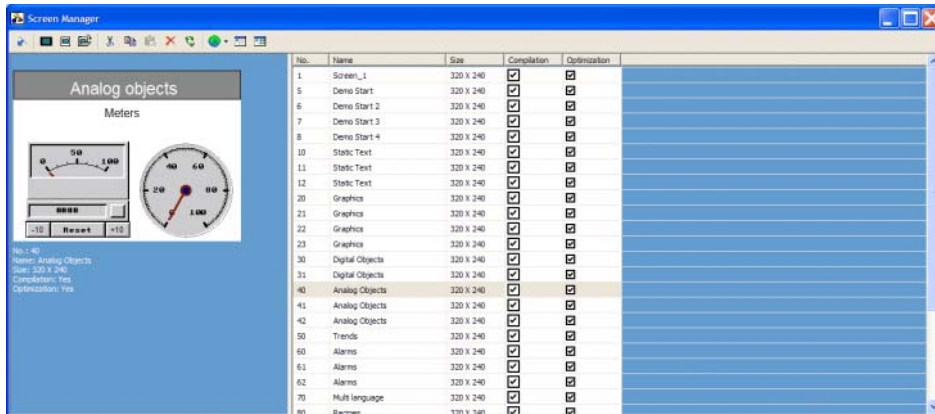 Screen Manager
Analog objects
Meters
50
0 100
0000
-10 Reset +10
40 60
20 80
0 100
No.: 40
Name: Analog Objects
Size: 320 X 240
Compilation: Yes
Optimization: Yes
No. Name Size Compilation Optimization
1 Screen_1 320 X 240
5 Demo Start 320 X 240
6 Demo Start 2 320 X 240
7 Demo Start 3 320 X 240
8 Demo Start 4 320 X 240
10 Static Text 320 X 240
11 Static Text 320 X 240
12 Static Text 320 X 240
20 Graphics 320 X 240
21 Graphics 320 X 240
22 Graphics 320 X 240
23 Graphics 320 X 240
30 Digital Objects 320 X 240
31 Digital Objects 320 X 240
40 Analog Objects 320 X 240
41 Analog Objects 320 X 240
42 Analog Objects 320 X 240
50 Trends 320 X 240
60 Alarms 320 X 240
61 Alarms 320 X 240
62 Alarms 320 X 240
70 Multi language 320 X 240
80 Recipes 320 X 240